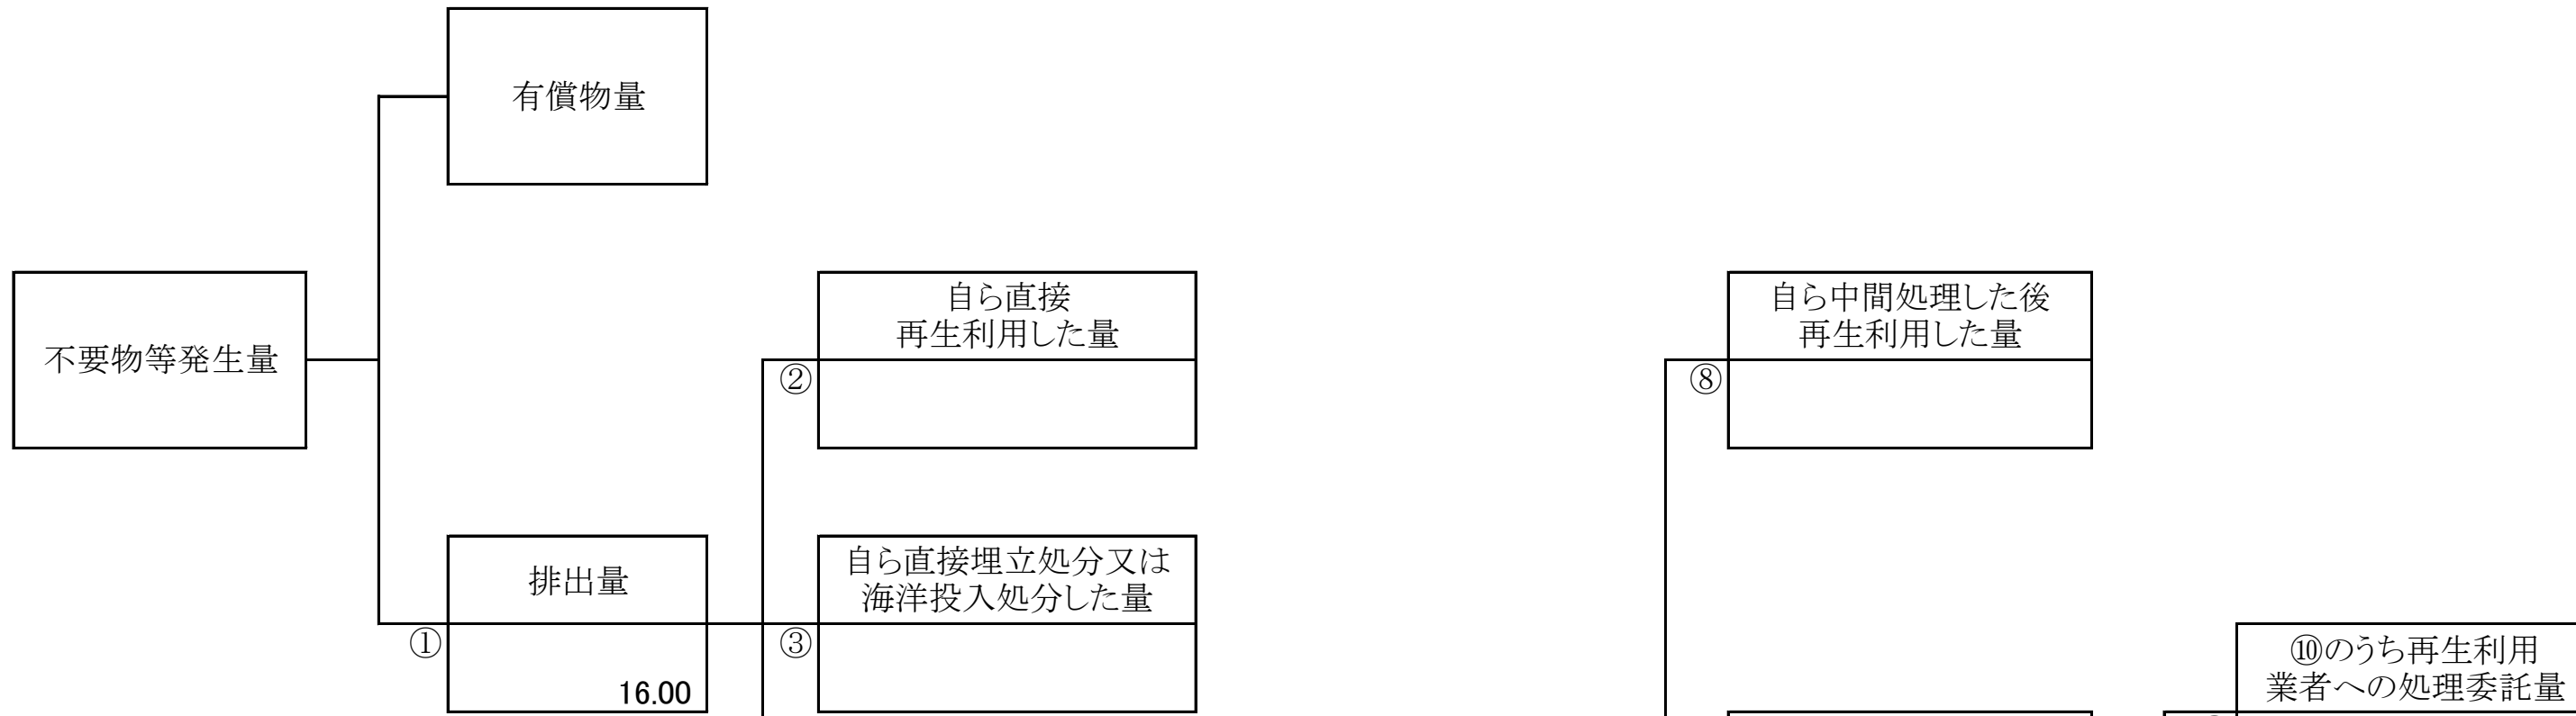 有償物量
不要物等発生量
自ら直接
再生利用した量
②
自ら中間処理した後
再生利用した量
⑧
排出量
①
16.00
自ら直接埋立処分又は
海洋投入処分した量
③
⑩のうち再生利用
業者への処理委託量